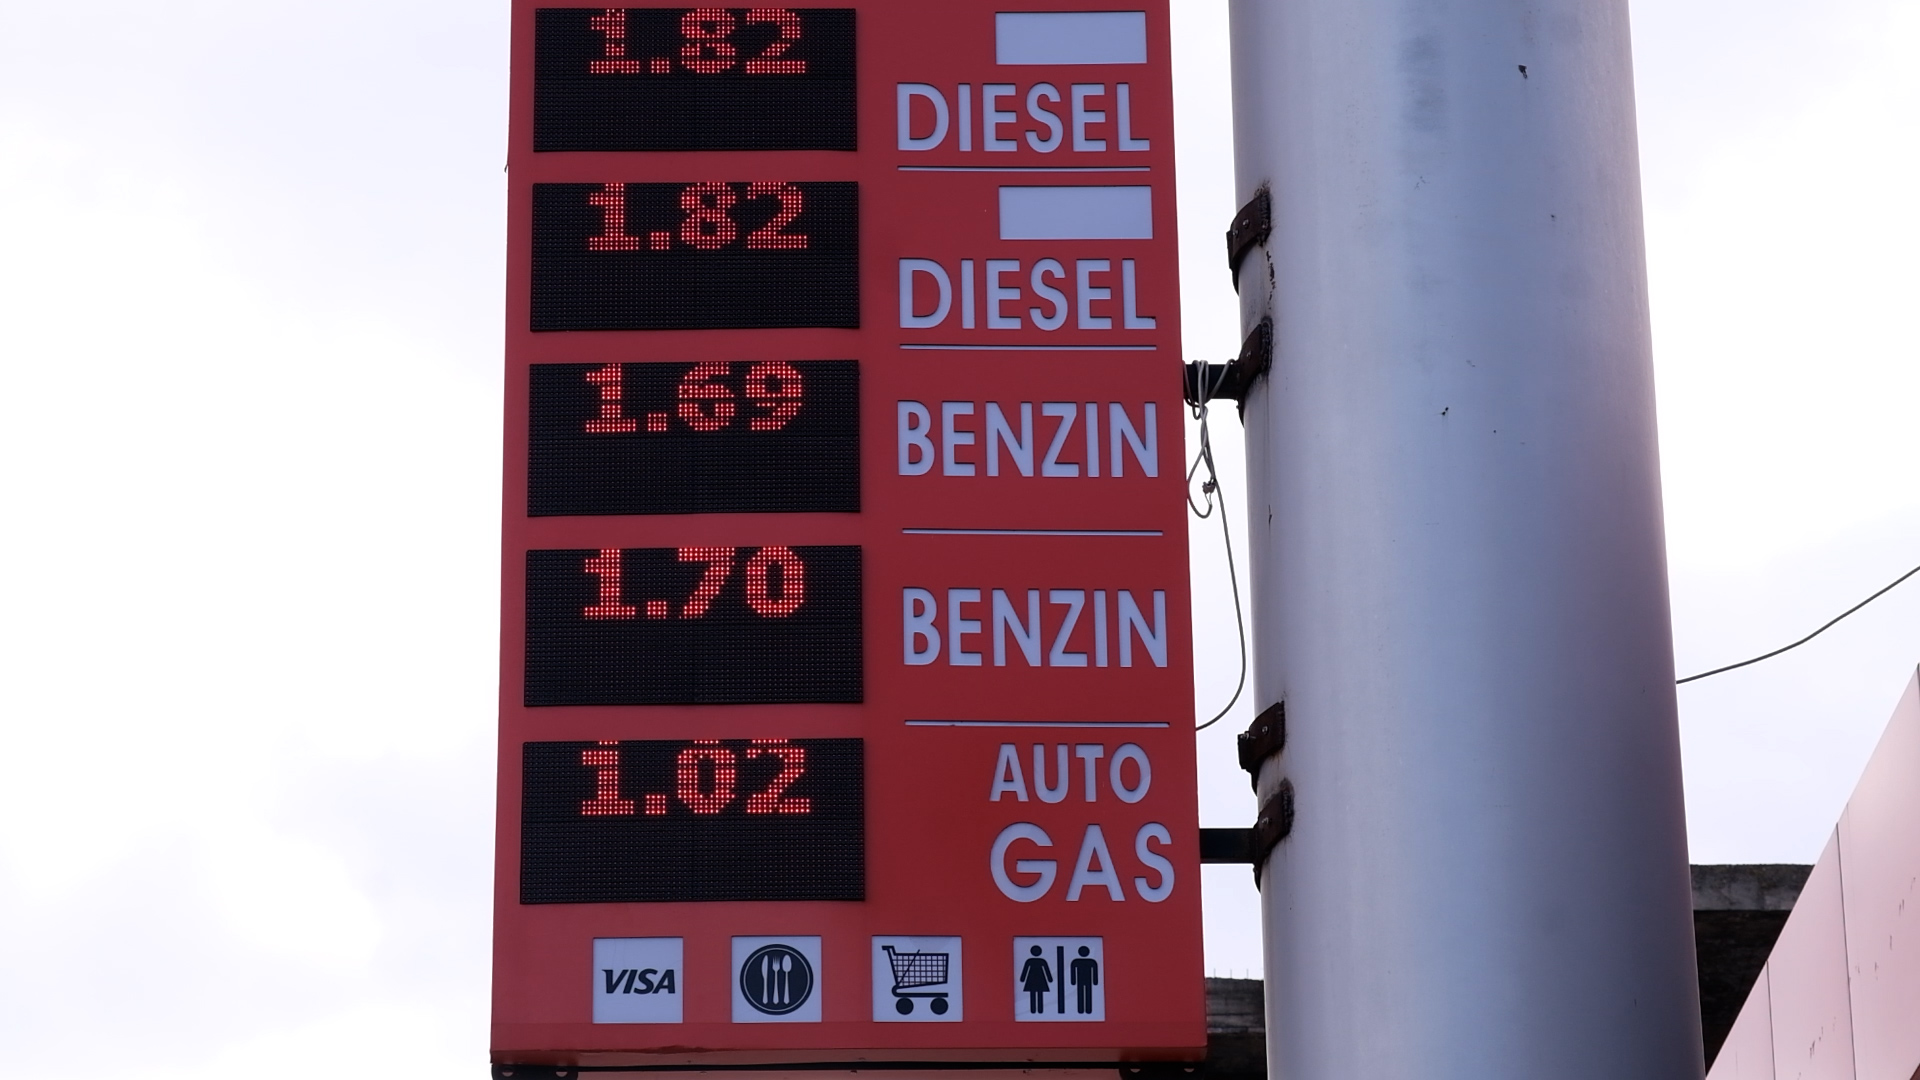 1.82 DIESEL
1.82 DIESEL
1.69 BENZIN
1.70 BENZIN
1.02 AUTO
GAS
VISA